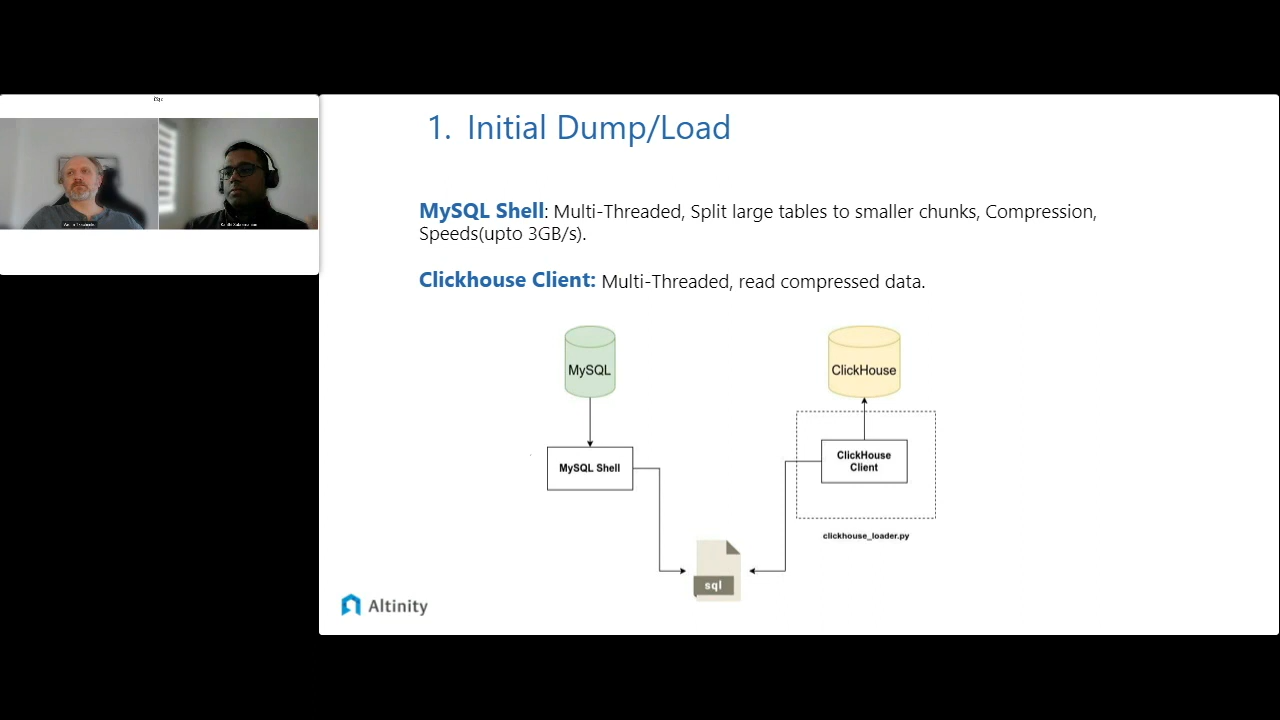 1. Initial Dump/Load
MySQL Shell: Multi-Threaded, Split large tables to smaller chunks, Compression,
Speeds(upto 3GB/s).
Clickhouse Client: Multi-Threaded, read compressed data.
MySQL
ClickHouse
MySQL Shell
ClickHouse
Client
clickhouse_loader.py
sql
Altinity